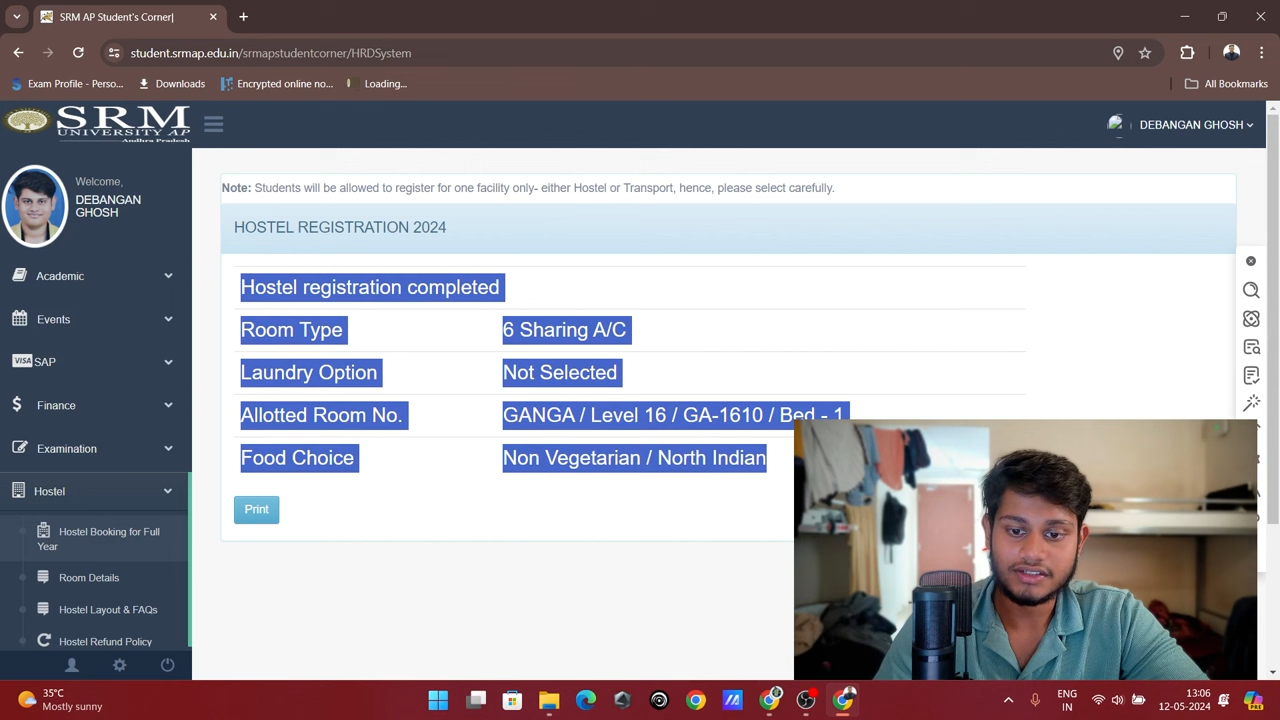 SRM AP Student's Corner|
student.srmap.edu.in/srmapstudentcorner/HRDSystem
Exam Profile - Perso...
Downloads
Encrypted online no...
Loading...
All Bookmarks
SRM
UNIVERSITY AP
Andhra Pradesh
DEBANGAN GHOSH
Welcome,
DEBANGAN
GHOSH
Academic
Events
VISA SAP
Finance
Examination
Hostel
Hostel Booking for Full
Year
Room Details
Hostel Layout & FAQs
Hostel Refund Policy
Note: Students will be allowed to register for one facility only- either Hostel or Transport, hence, please select carefully.
HOSTEL REGISTRATION 2024
Hostel registration completed
Room Type 6 Sharing A/C
Laundry Option Not Selected
Allotted Room No. GANGA / Level 16 / GA-1610 / Bed - 1
Food Choice Non Vegetarian / North Indian
Print
35°C
Mostly sunny
ENG
IN
13:06
12-05-2024
PRE